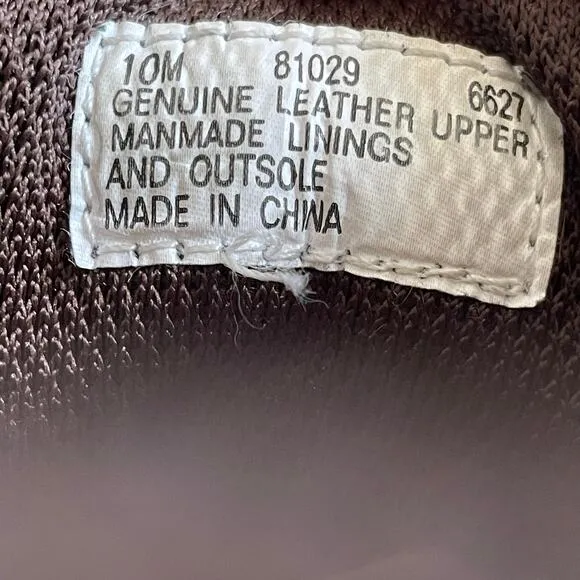 10M 81029 6627
GENUINE LEATHER UPPER
MANMADE LININGS
AND OUTSOLE
MADE IN CHINA